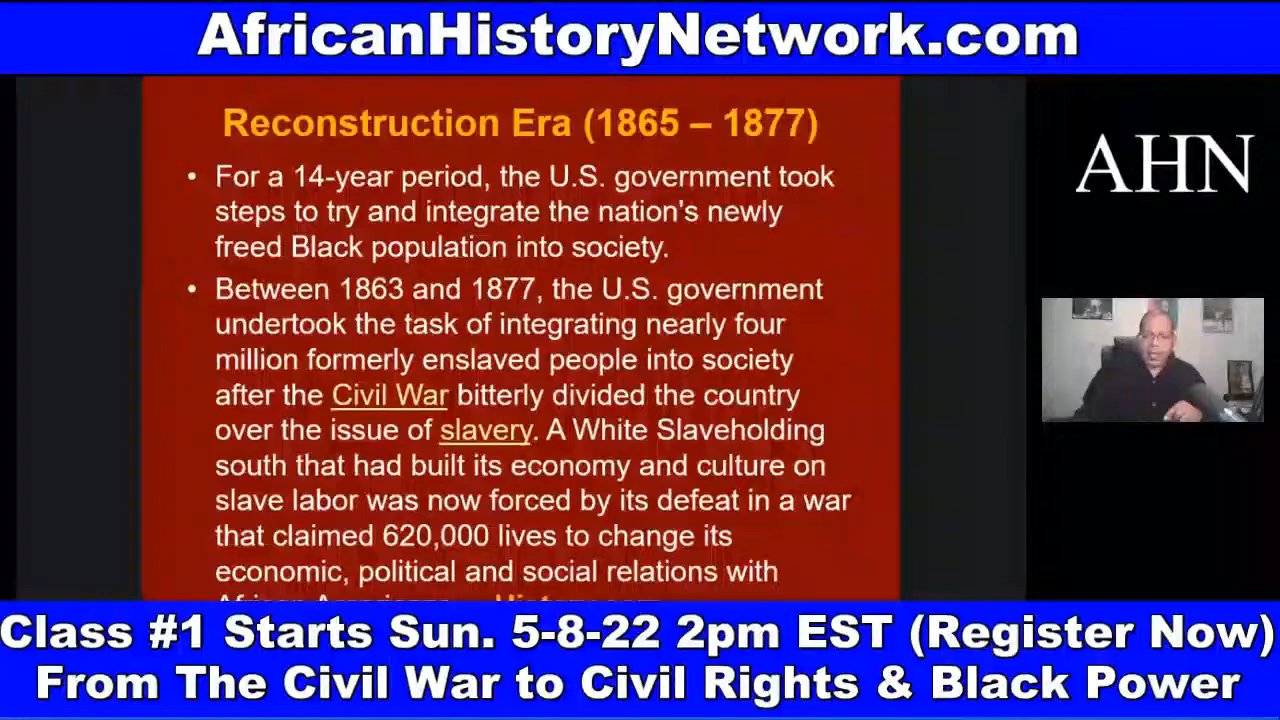 AfricanHistoryNetwork.com
Reconstruction Era (1865 – 1877)
• For a 14-year period, the U.S. government took
steps to try and integrate the nation's newly
freed Black population into society.
• Between 1863 and 1877, the U.S. government
undertook the task of integrating nearly four
million formerly enslaved people into society
after the Civil War bitterly divided the country
over the issue of slavery. A White Slaveholding
south that had built its economy and culture on
slave labor was now forced by its defeat in a war
that claimed 620,000 lives to change its
economic, political and social relations with
AHN
Class #1 Starts Sun. 5-8-22 2pm EST (Register Now)
From The Civil War to Civil Rights & Black Power